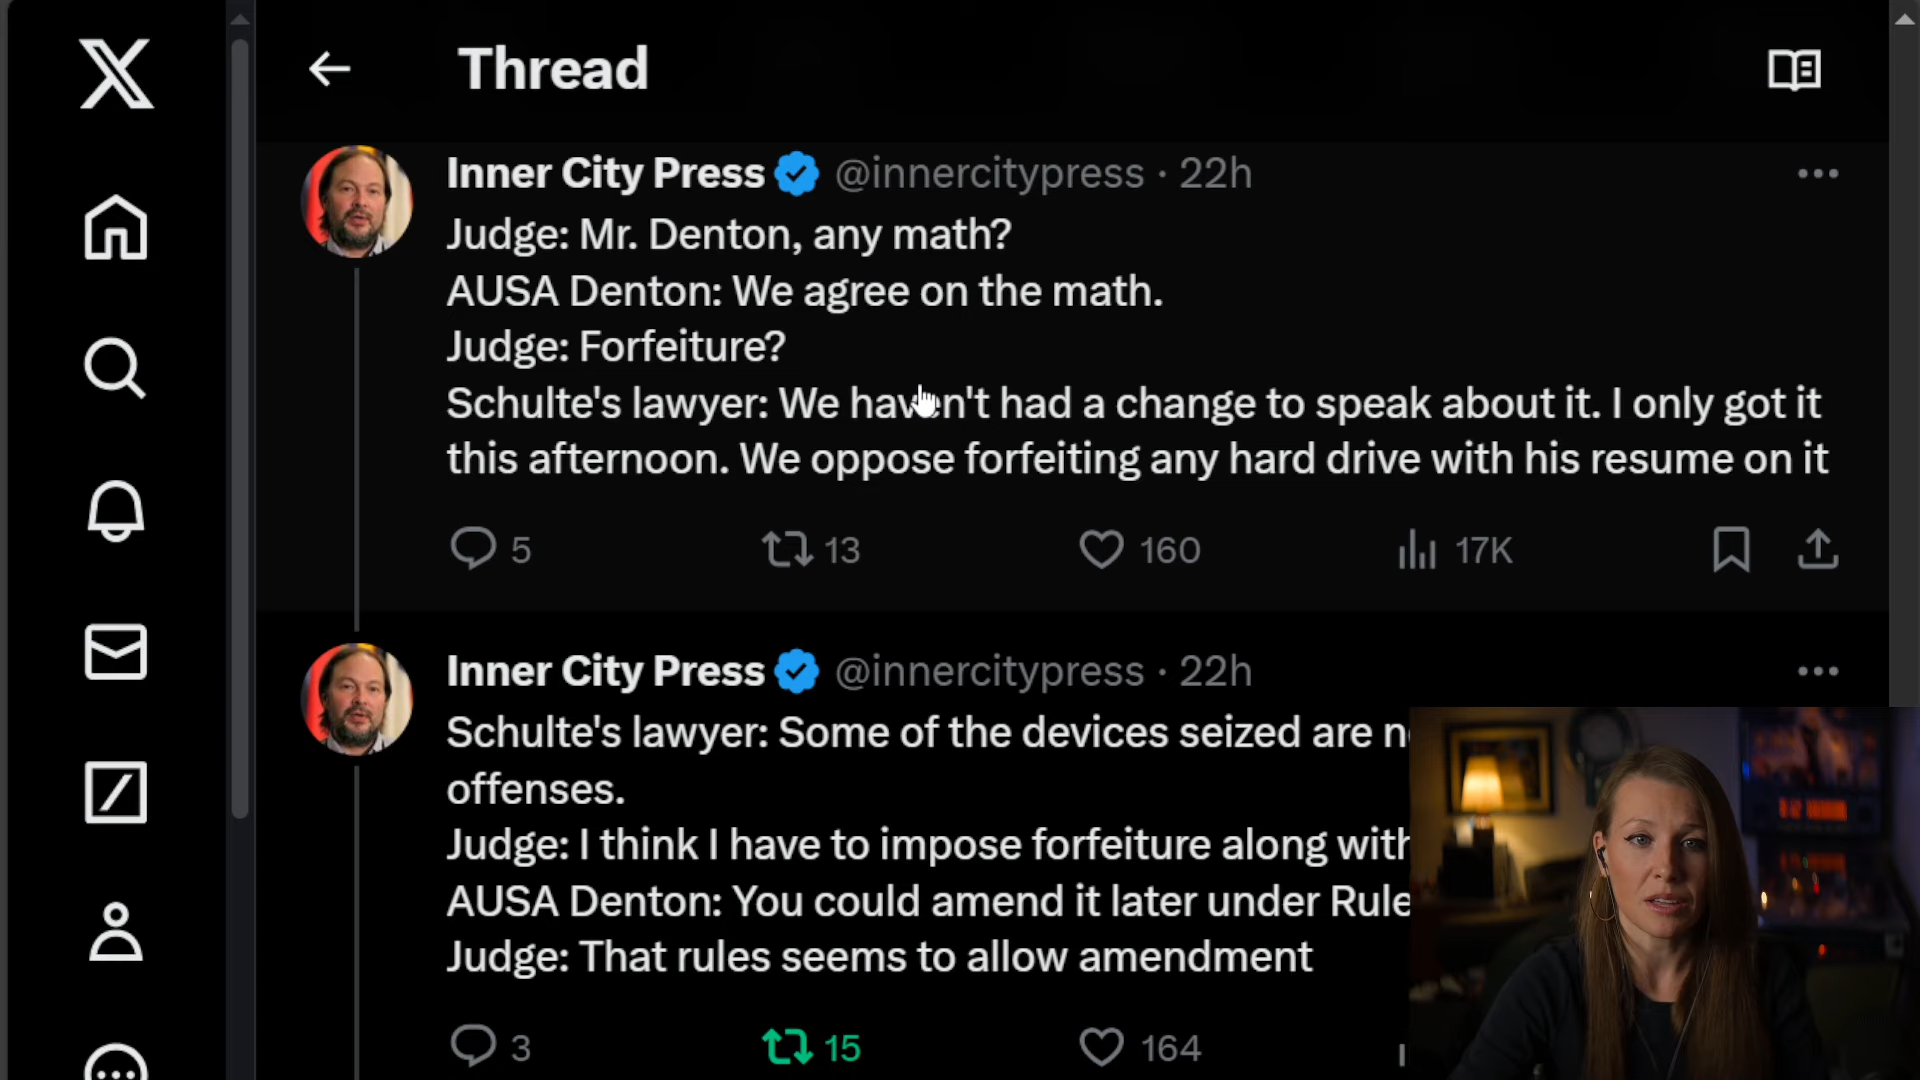 Thread
Inner City Press @innercitypress · 22h
Judge: Mr. Denton, any math?
AUSA Denton: We agree on the math.
Judge: Forfeiture?
Schulte's lawyer: We haven't had a change to speak about it. I only got it
this afternoon. We oppose forfeiting any hard drive with his resume on it
5 13 160 17K
Inner City Press @innercitypress · 22h
Schulte's lawyer: Some of the devices seized are
offenses.
Judge: I think I have to impose forfeiture along with
AUSA Denton: You could amend it later under Rule
Judge: That rules seems to allow amendment
3 15 164